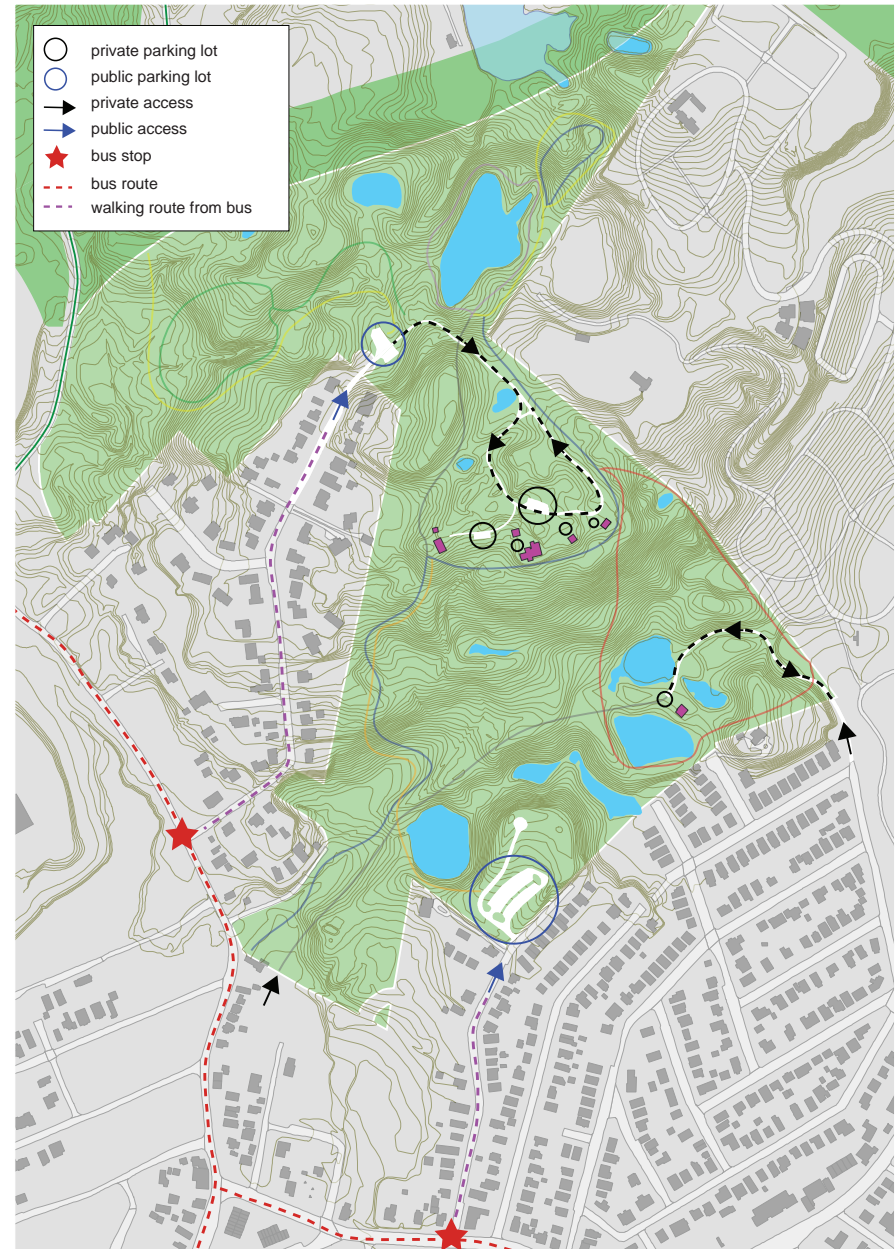 private parking lot
public parking lot
private access
public access
bus stop
bus route
walking route from bus